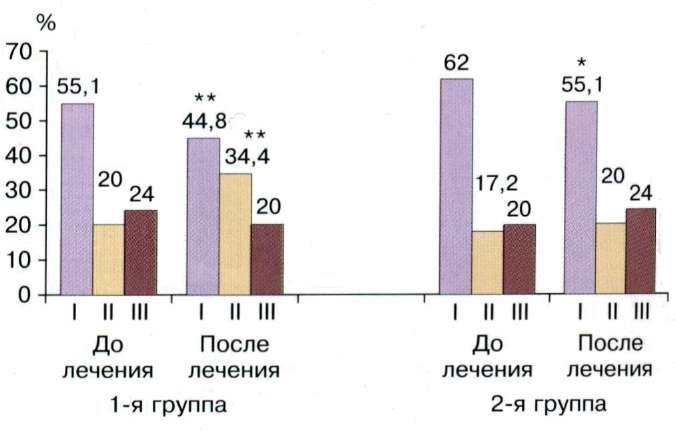 %
70
60
50
40
30
20
10
0
55,1
20
24
**
44,8
**
34,4
20
62
17,2
20
*
55,1
20
24
I II III
I II III
I II III
I II III
До лечения
После лечения
До лечения
После лечения
1-я группа
2-я группа